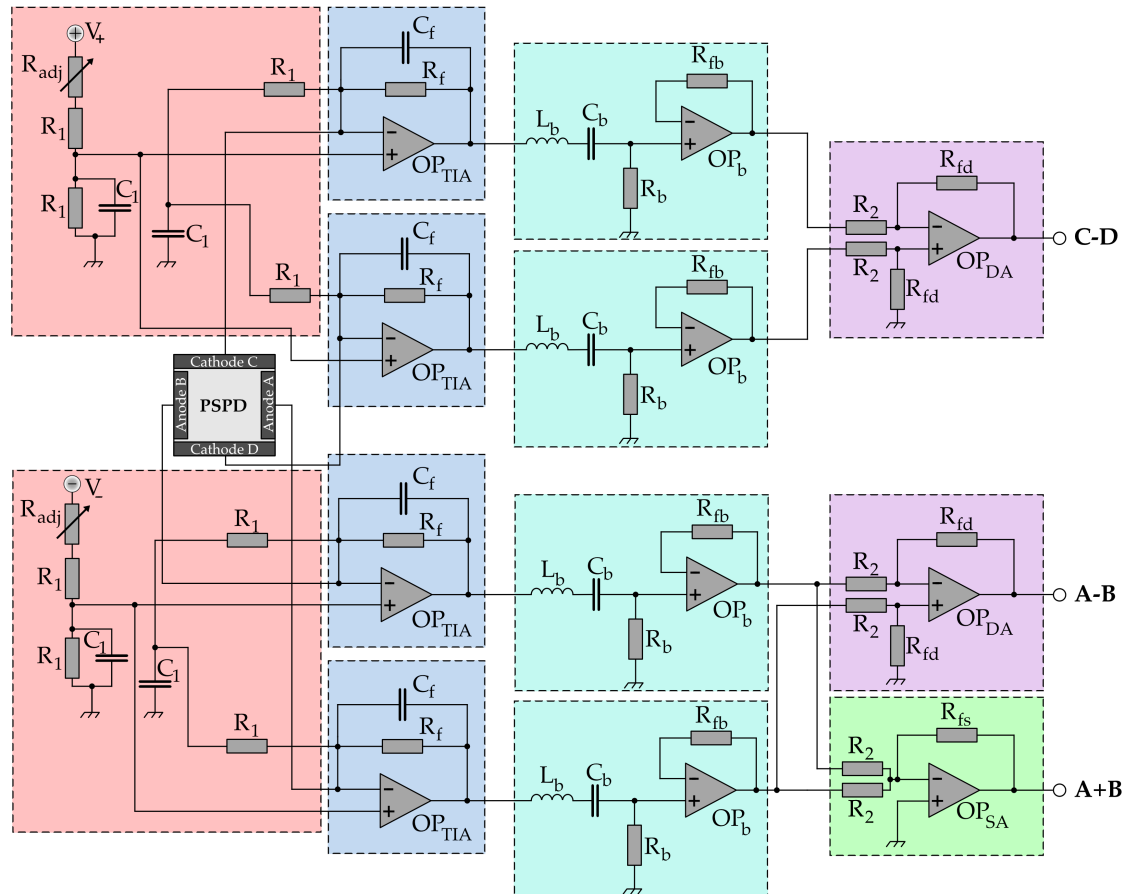 V+
Radj
R1
R1
C1
C1
R1
R1
Cf
Rf
OPTIA
Lb
Cb
Rb
Rfb
OPb
Cf
Rf
OPTIA
Lb
Cb
Rb
Rfb
OPb
R2
R2
Rfd
Rfd
OPDA
C-D
Cathode C
Anode B
PSPD
Anode A
Cathode D
V-
Radj
R1
R1
C1
C1
R1
R1
Cf
Rf
OPTIA
Lb
Cb
Rb
Rfb
OPb
R2
R2
Rfd
Rfd
OPDA
A-B
Cf
Rf
OPTIA
Lb
Cb
Rb
Rfb
OPb
R2
R2
Rfs
OPSA
A+B